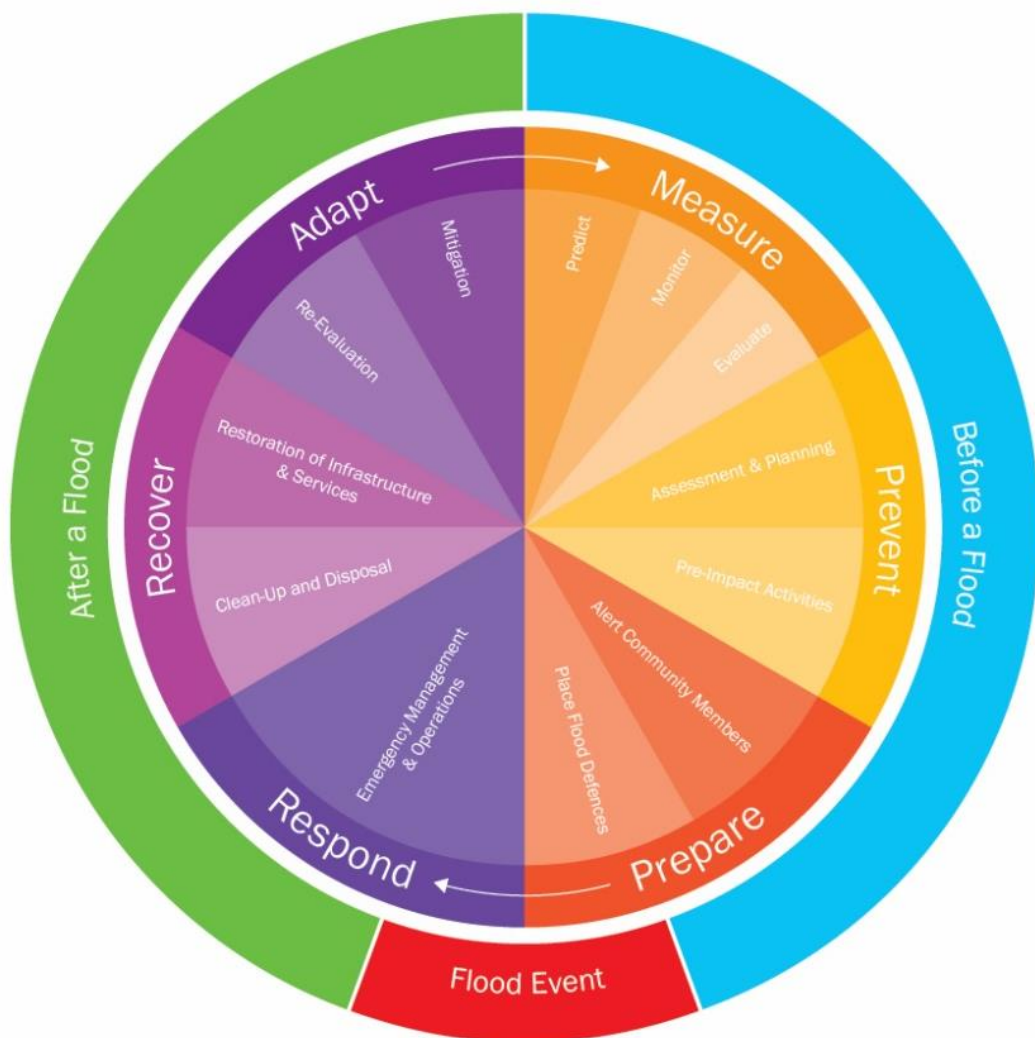 Adapt
Measure
Mitigation
Predict
Monitor
Re-Evaluation
Evaluate
Restoration of Infrastructure
& Services
Assessment & Planning
After a Flood
Recover
Prevent
Before a Flood
Clean-Up and Disposal
Pre-Impact Activities
Alert Community Members
Emergency Management
& Operations
Place Flood Defences
Respond
Prepare
Flood Event